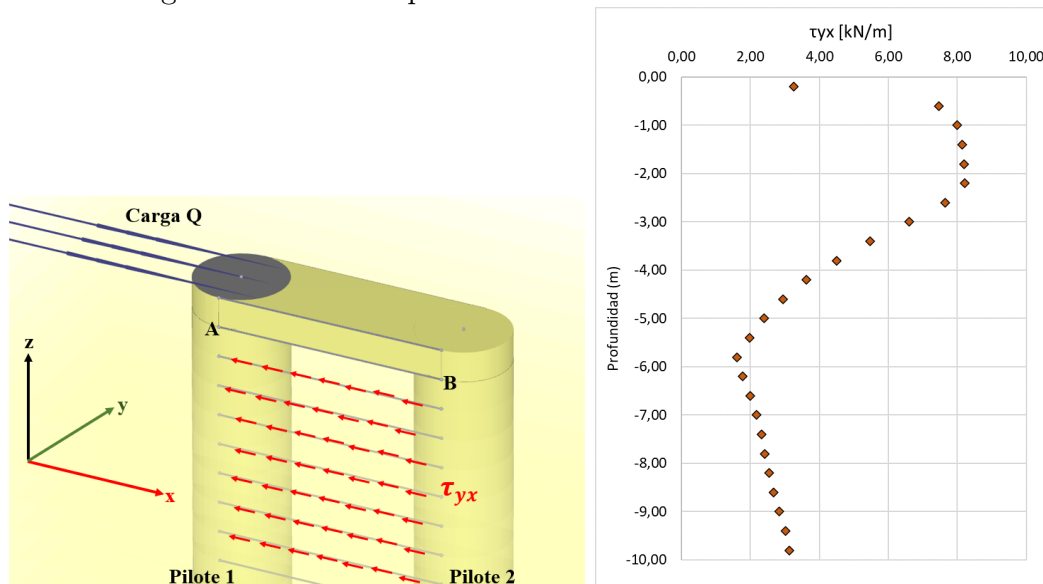 Carga Q
A
B
z
y
x
τyx
Pilote 1
Pilote 2
τyx [kN/m]
0,00 2,00 4,00 6,00 8,00 10,00
0,00
-1,00
-2,00
-3,00
-4,00
-5,00
-6,00
-7,00
-8,00
-9,00
-10,00
Profundidad (m)